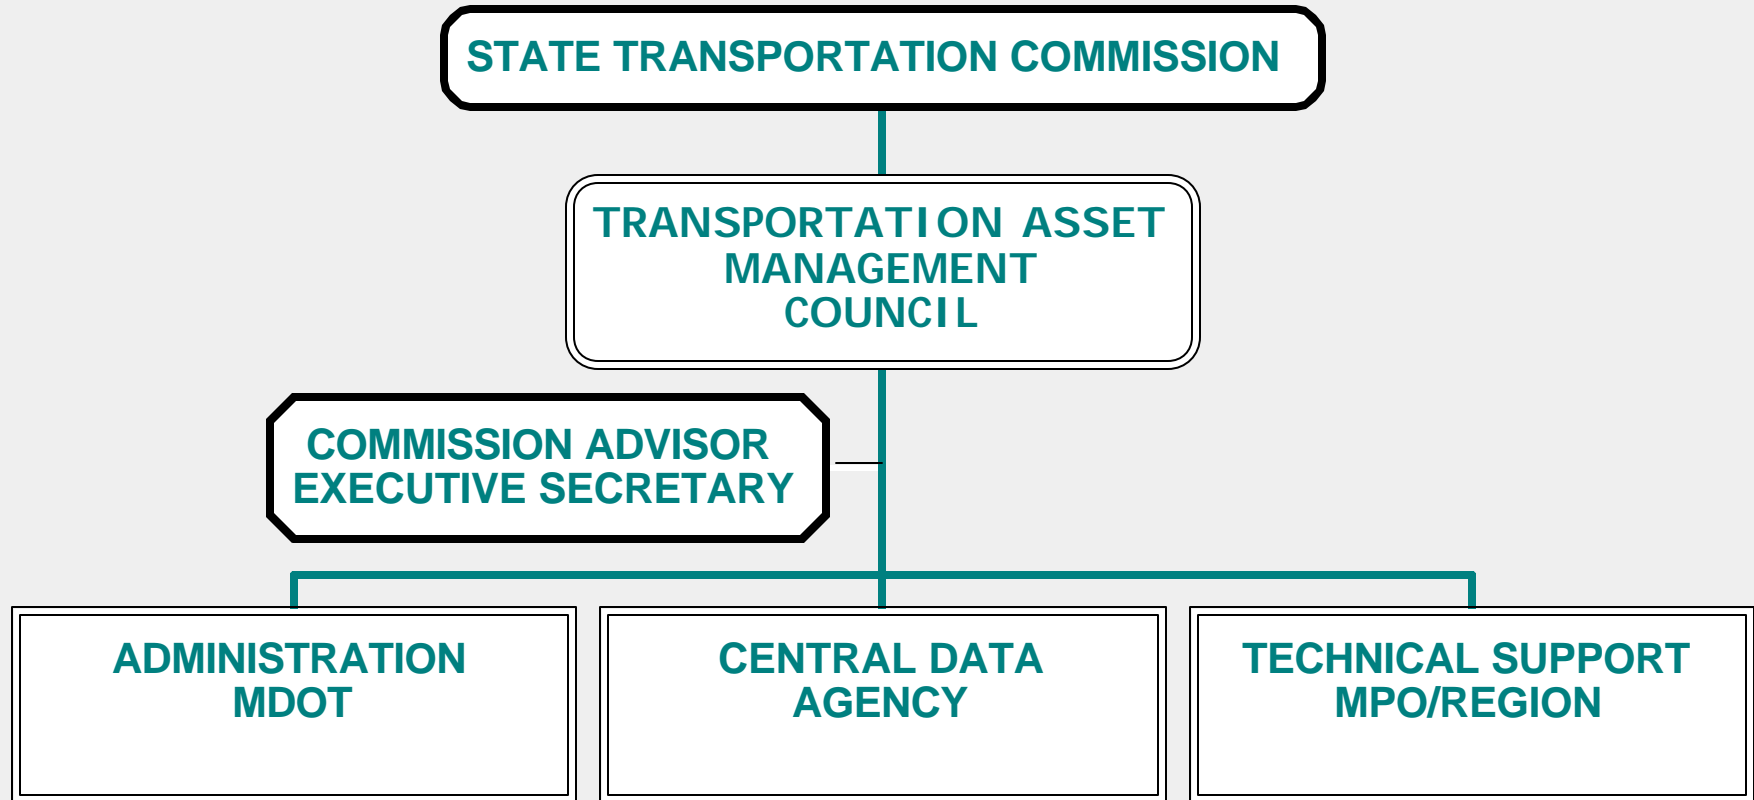 STATE TRANSPORTATION COMMISSION
TRANSPORTATION ASSET
MANAGEMENT
COUNCIL
COMMISSION ADVISOR
EXECUTIVE SECRETARY
ADMINISTRATION
MDOT
CENTRAL DATA
AGENCY
TECHNICAL SUPPORT
MPO/REGION